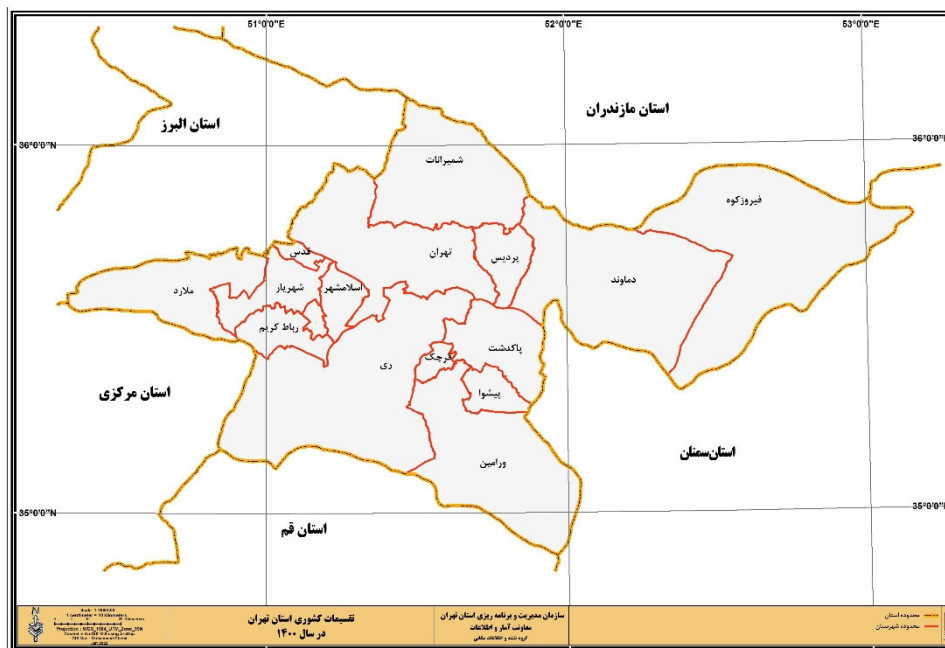 51°0'0"E
52°0'0"E
53°0'0"E
استان مازندران
استان البرز
36°0'0"N
36°0'0"N
شمیرانات
فیروزکوه
قدس
تهران
پردیس
دماوند
ملارد
شهریار
اسلامشهر
رباط کریم
پاکدشت
قرچک
ری
پیشوا
استان مرکزی
ورامین
استان سمنان
35°0'0"N
35°0'0"N
استان قم
تقسیمات کشوری استان تهران
در سال ۱۴۰۰
سازمان مدیریت و برنامه ریزی استان تهران
معاونت آمار و اطلاعات
گروه نقشه و اطلاعات مکانی
محدوده استان
محدوده شهرستان